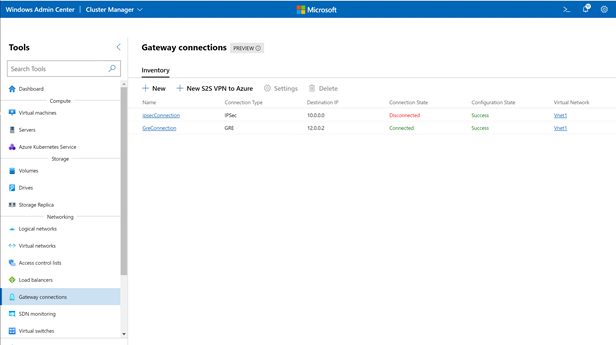 Windows Admin Center | Cluster Manager
Microsoft
Tools
Search Tools
Dashboard
Compute
Virtual machines
Servers
Azure Kubernetes Service
Storage
Volumes
Drives
Storage Replica
Networking
Logical networks
Virtual networks
Access control lists
Load balancers
Gateway connections
SDN monitoring
Virtual switches
Gateway connections PREVIEW
Inventory
New New S2S VPN to Azure Settings Delete
Name Connection Type Destination IP Connection State Configuration State Virtual Network
ipsecConnection IPSec 10.0.0.0 Disconnected Success Vnet1
GreConnection GRE 12.0.0.2 Connected Success Vnet1